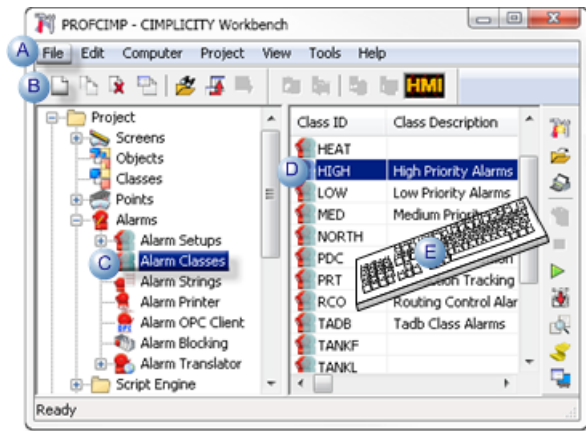 PROFCIMP - CIMPLICITY Workbench
A File Edit Computer Project View Tools Help
B HMI
Project
Screens
Objects
Classes
Points
Alarms
Alarm Setups
C Alarm Classes
Alarm Strings
Alarm Printer
OPC Alarm OPC Client
Alarm Blocking
Alarm Translator
Script Engine
Class ID Class Description
HEAT
D HIGH High Priority Alarms
LOW Low Priority Alarms
MED Medium
NORTH
PDC
E
PRT Tracking
RCO Routing Control Alar
TADB Tadb Class Alarms
TANKF
TANKL
Ready